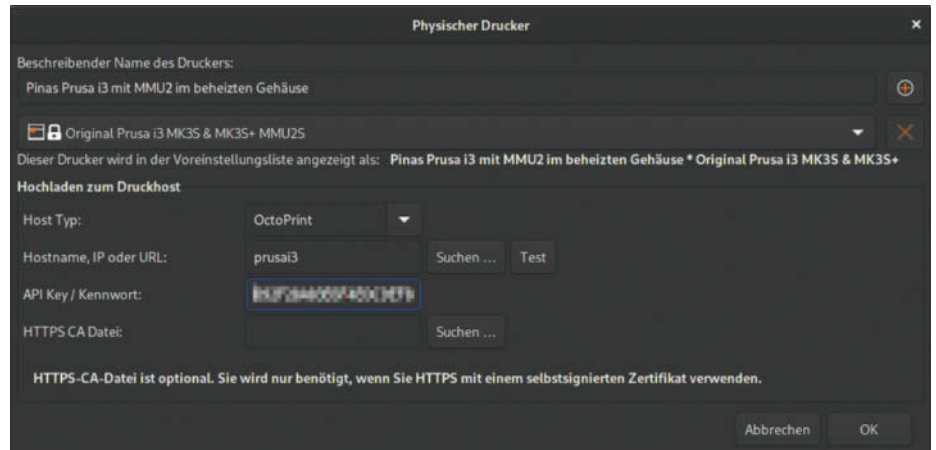 Physischer Drucker
Beschreibender Name des Druckers:
Pinas Prusa i3 mit MMU2 im beheizten Gehäuse
Original Prusa i3 MK3S & MK3S+ MMU2S
Dieser Drucker wird in der Voreinstellungsliste angezeigt als: Pinas Prusa i3 mit MMU2 im beheizten Gehäuse * Original Prusa i3 MK3S & MK3S+
Hochladen zum Druckhost
Host Typ: OctoPrint
Hostname, IP oder URL: prusai3 Suchen ... Test
API Key / Kennwort:
HTTPS CA Datei: Suchen ...
HTTPS-CA-Datei ist optional. Sie wird nur benötigt, wenn Sie HTTPS mit einem selbstsignierten Zertifikat verwenden.
Abbrechen OK